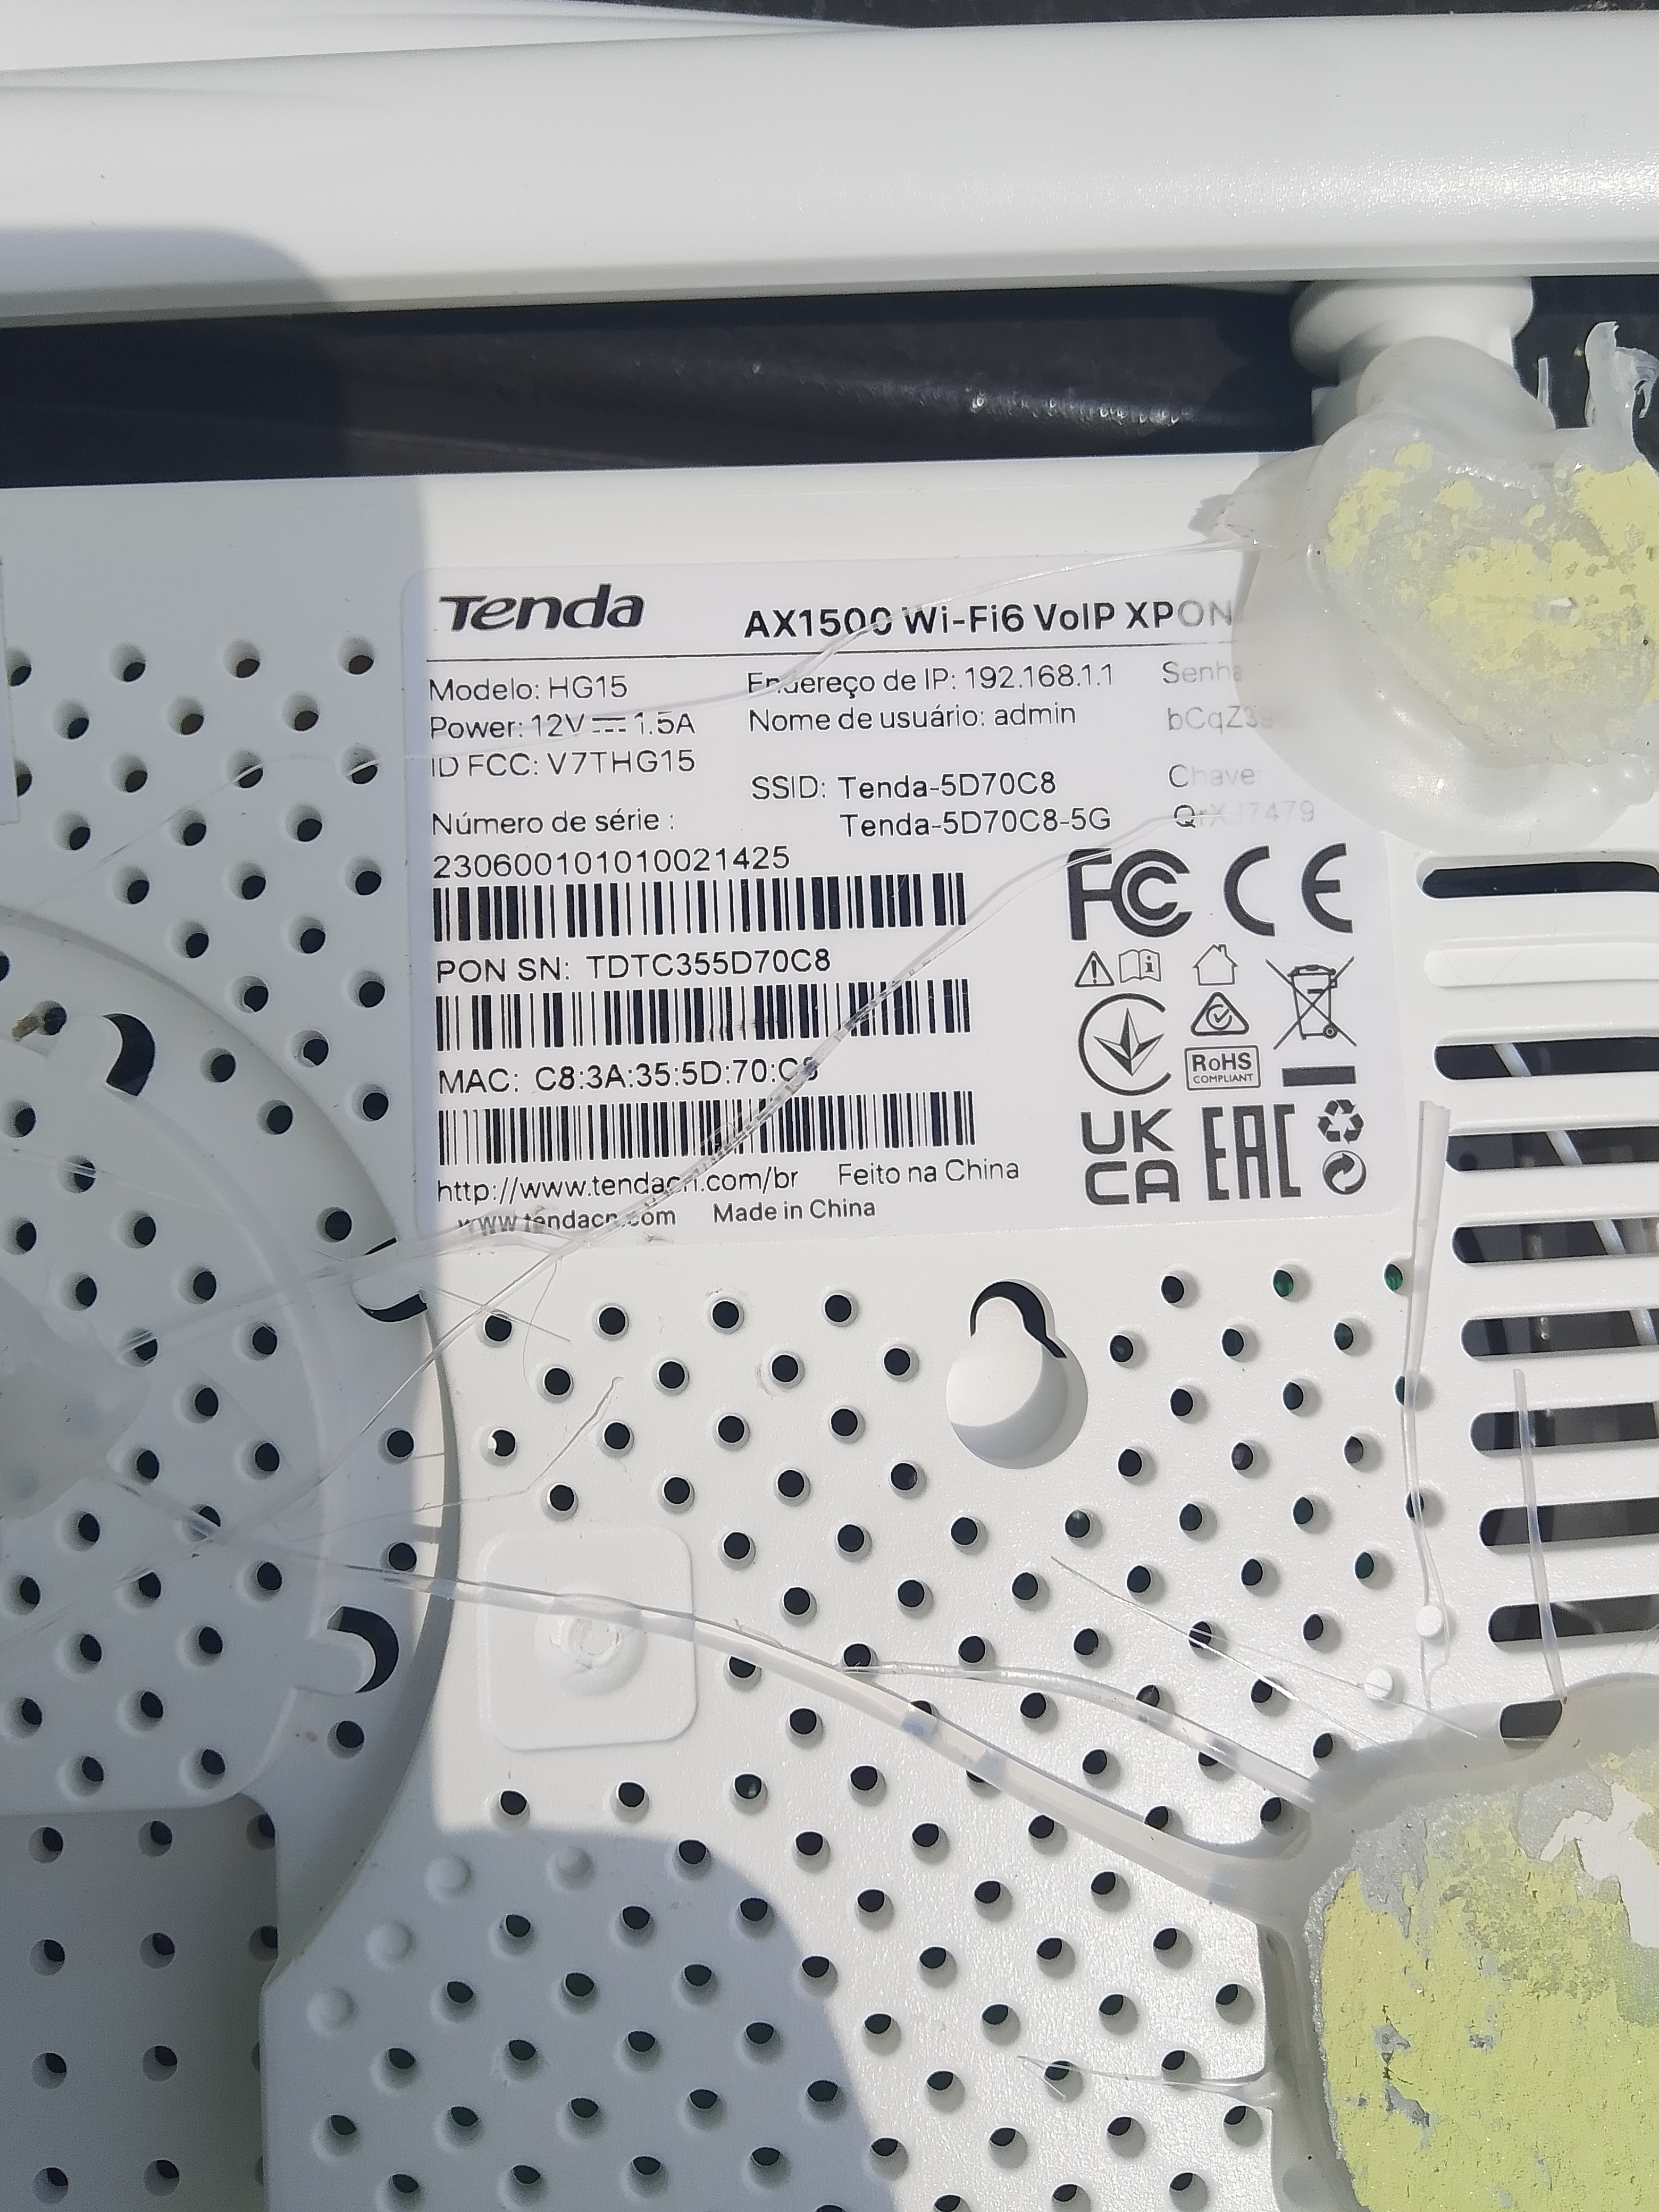 Tenda AX1500 Wi-Fi6 VoIP XPON
Modelo: HG15
Power: 12V ⎓ 1.5A
ID FCC: V7THG15
Endereço de IP: 192.168.1.1
Nome de usuário: admin
SSID: Tenda-5D70C8
Tenda-5D70C8-5G
Senha
Chave:
Número de série :
230600101010021425
PON SN: TDTC355D70C8
MAC: C8:3A:35:5D:70:C8
http://www.tendacn.com/br Feito na China
www.tendacn.com Made in China
FC CE
RoHS
COMPLIANT
UK
CA
EAC